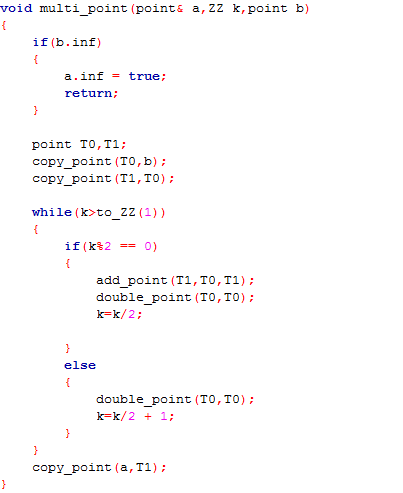 void multi_point(point& a,ZZ k,point b)
{
    if(b.inf)
    {
        a.inf = true;
        return;
    }

    point T0,T1;
    copy_point(T0,b);
    copy_point(T1,T0);

    while(k>to_ZZ(1))
    {
        if(k%2 == 0)
        {
            add_point(T1,T0,T1);
            double_point(T0,T0);
            k=k/2;

        }
        else
        {
            double_point(T0,T0);
            k=k/2 + 1;
        }
    }
    copy_point(a,T1);
}